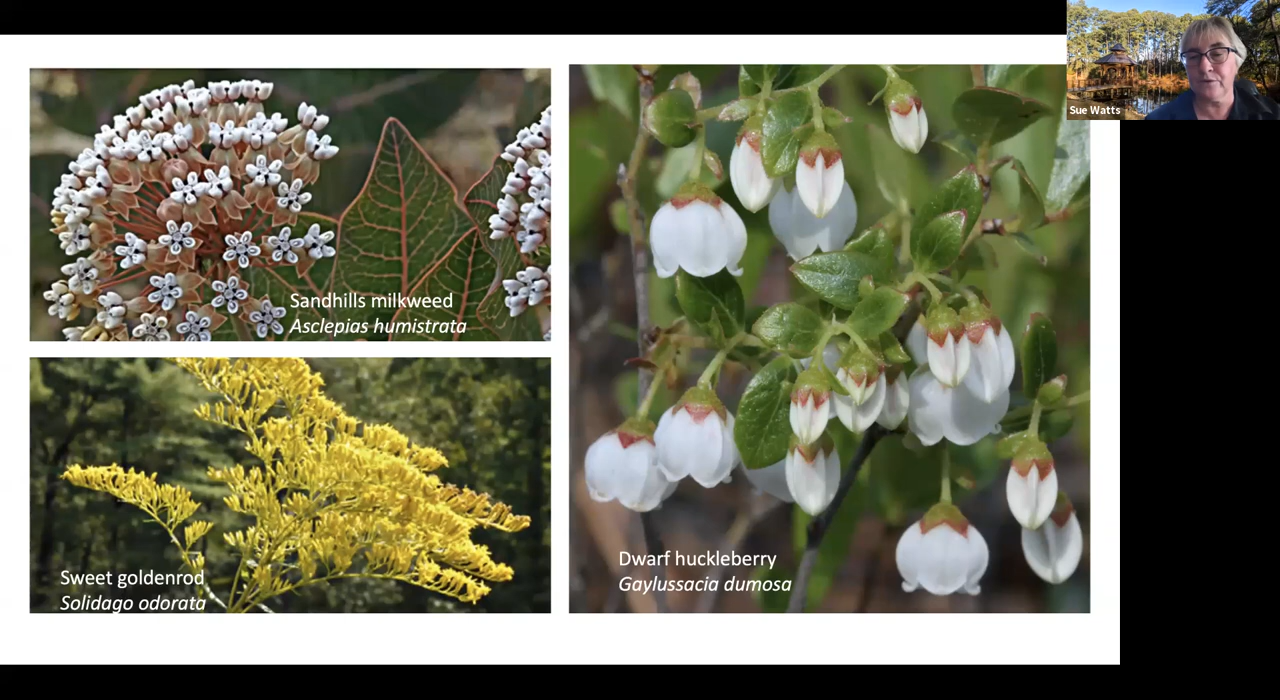 Sue Watts
Sandhills milkweed
Asclepias humistrata
Sweet goldenrod
Solidago odorata
Dwarf huckleberry
Gaylussacia dumosa